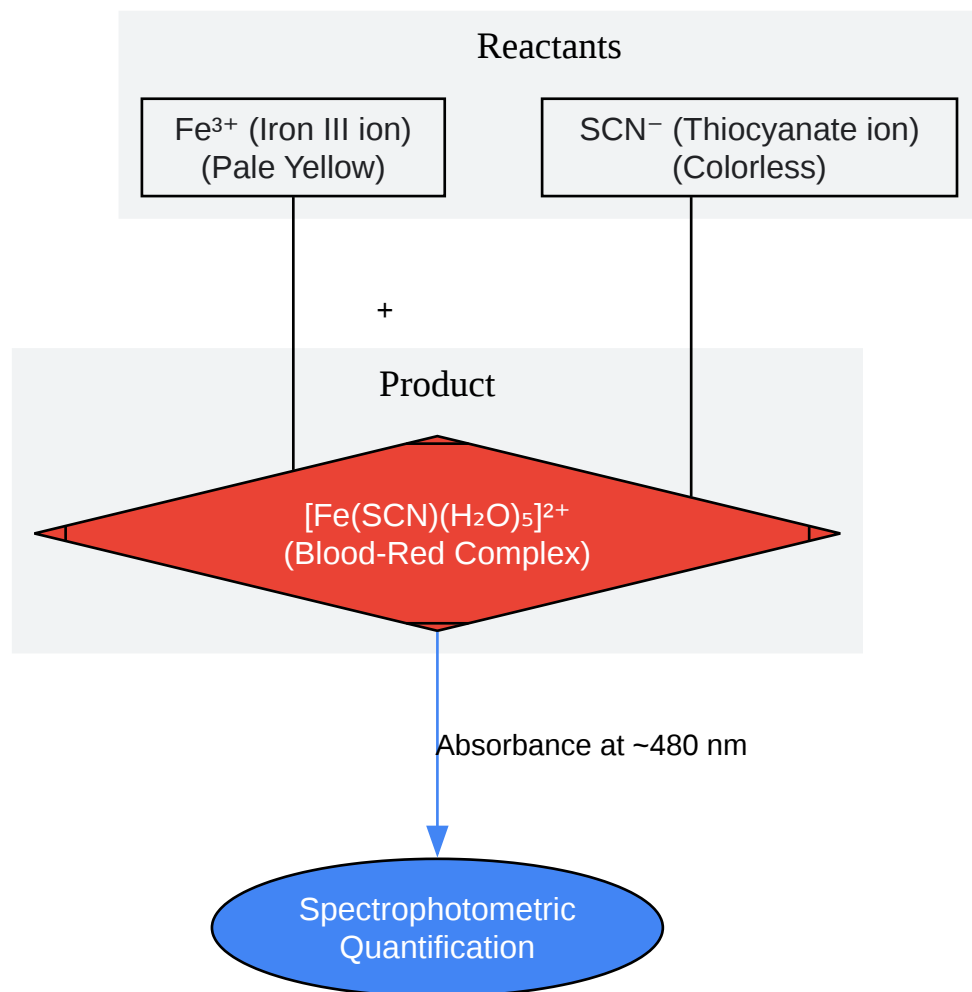 Reactants
Fe³⁺ (Iron III ion)
(Pale Yellow)
SCN⁻ (Thiocyanate ion)
(Colorless)
+
Product
[Fe(SCN)(H₂O)₅]²⁺
(Blood-Red Complex)
Absorbance at ~480 nm
Spectrophotometric
Quantification